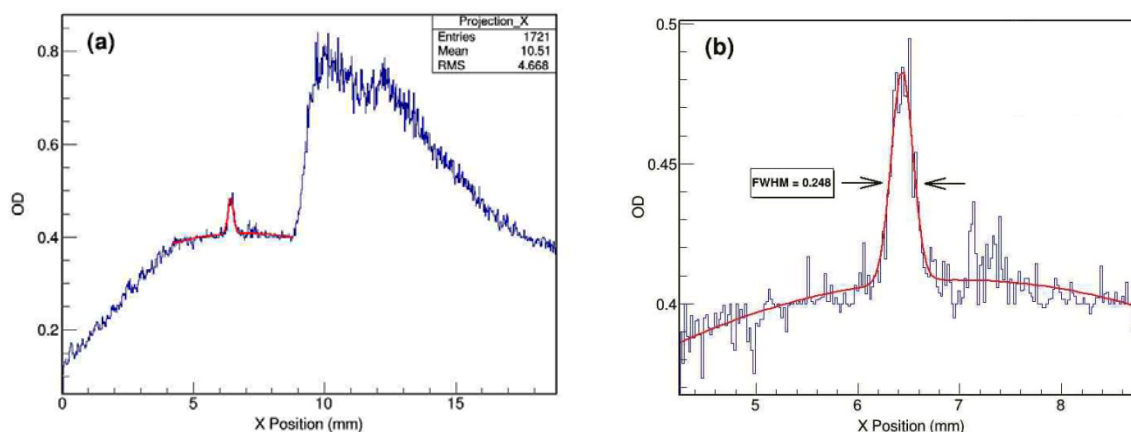 (a)
Projection_X
Entries 1721
Mean 10.51
RMS 4.668
0.8
0.6
0.4
0.2
OD
0 5 10 15
X Position (mm)
(b)
0.5
0.45
0.4
OD
FWHM = 0.248
5 6 7 8
X Position (mm)